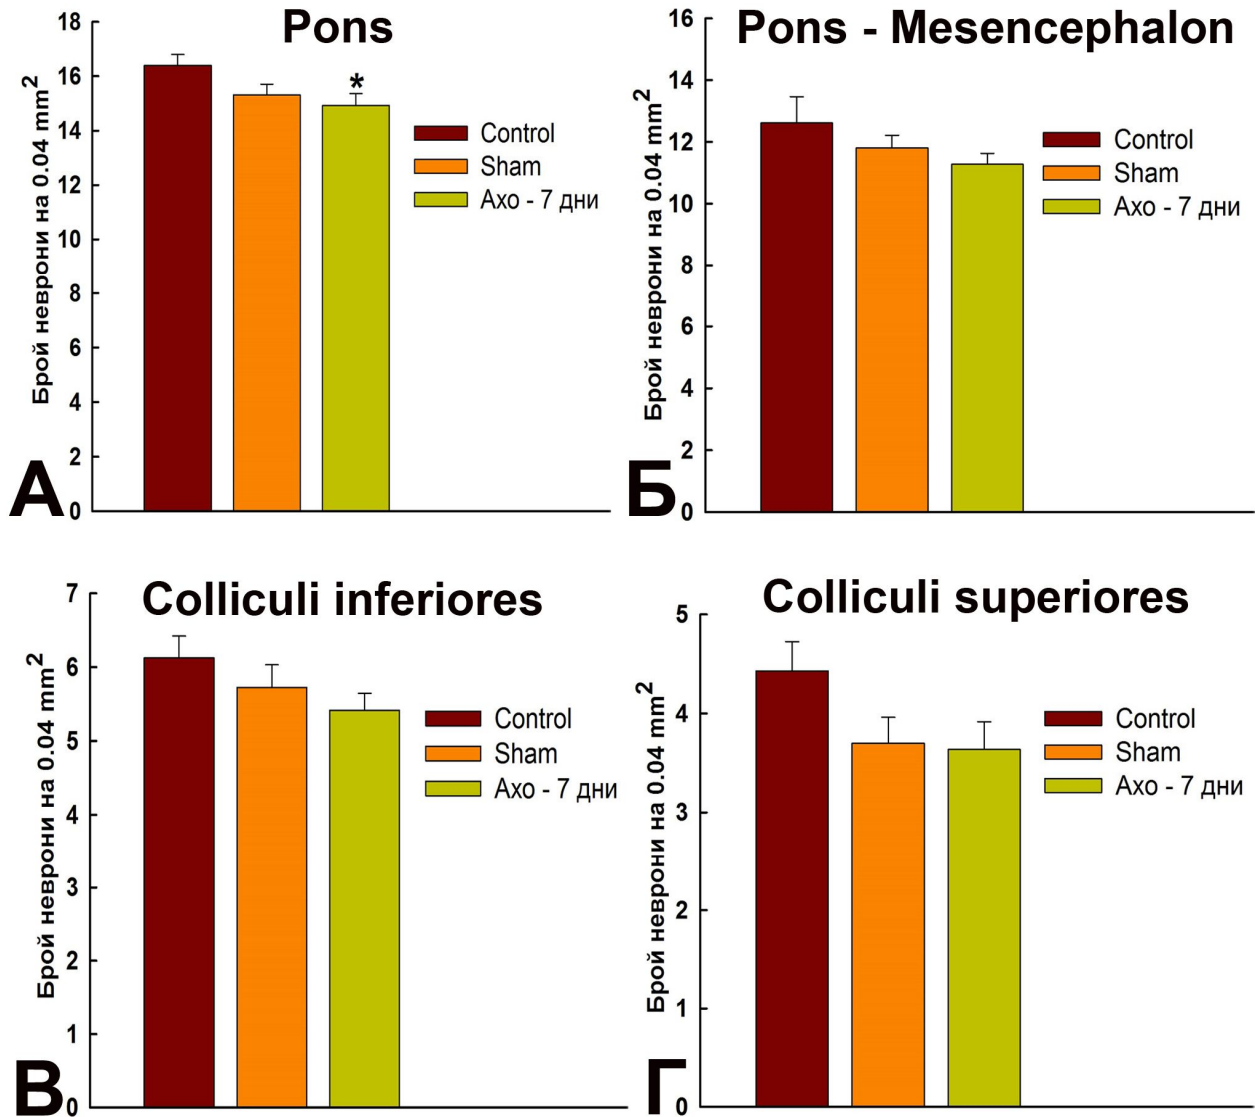 Pons
18
16
14
12
10
8
6
4
2
0
Брой неврони на 0.04 mm²
*
Control
Sham
Ахо - 7 дни
А
Pons - Mesencephalon
16
14
12
10
8
6
4
2
0
Брой неврони на 0.04 mm²
Control
Sham
Ахо - 7 дни
Б
Colliculi inferiores
7
6
5
4
3
2
1
0
Брой неврони на 0.04 mm²
Control
Sham
Ахо - 7 дни
В
Colliculi superiores
5
4
3
2
1
0
Брой неврони на 0.04 mm²
Control
Sham
Ахо - 7 дни
Г